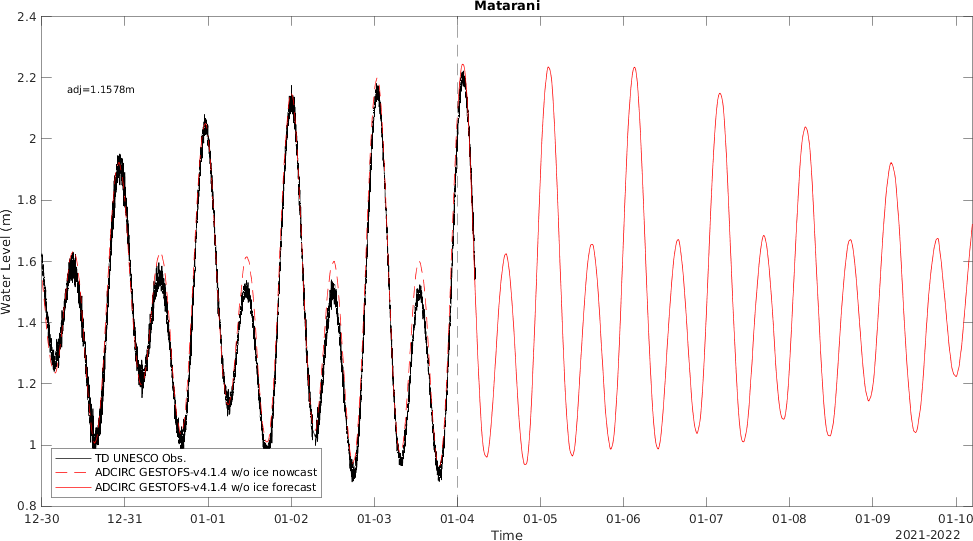 Matarani
2.4
2.2
2
1.8
1.6
1.4
1.2
1
0.8
Water Level (m)
adj=1.1578m
TD UNESCO Obs.
ADCIRC GESTOFS-v4.1.4 w/o ice nowcast
ADCIRC GESTOFS-v4.1.4 w/o ice forecast
12-30 12-31 01-01 01-02 01-03 01-04 01-05 01-06 01-07 01-08 01-09 01-10
Time
2021-2022